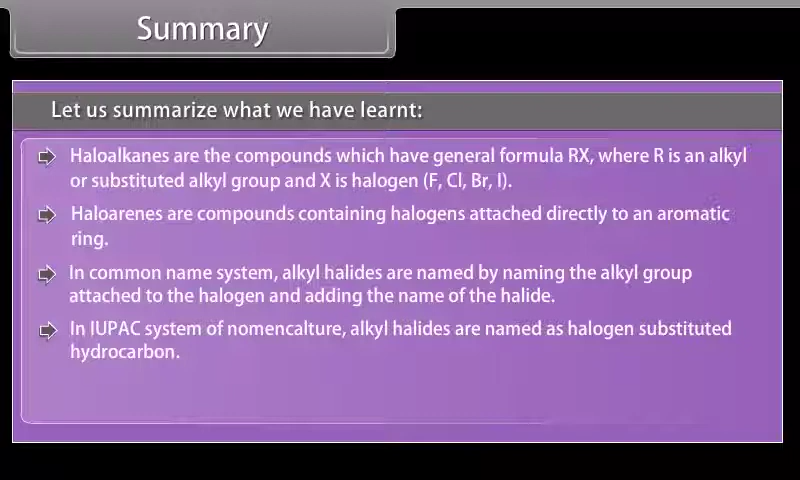 Summary
Let us summarize what we have learnt:
Haloalkanes are the compounds which have general formula RX, where R is an alkyl
or substituted alkyl group and X is halogen (F, Cl, Br, I).
Haloarenes are compounds containing halogens attached directly to an aromatic
ring.
In common name system, alkyl halides are named by naming the alkyl group
attached to the halogen and adding the name of the halide.
In IUPAC system of nomencalture, alkyl halides are named as halogen substituted
hydrocarbon.